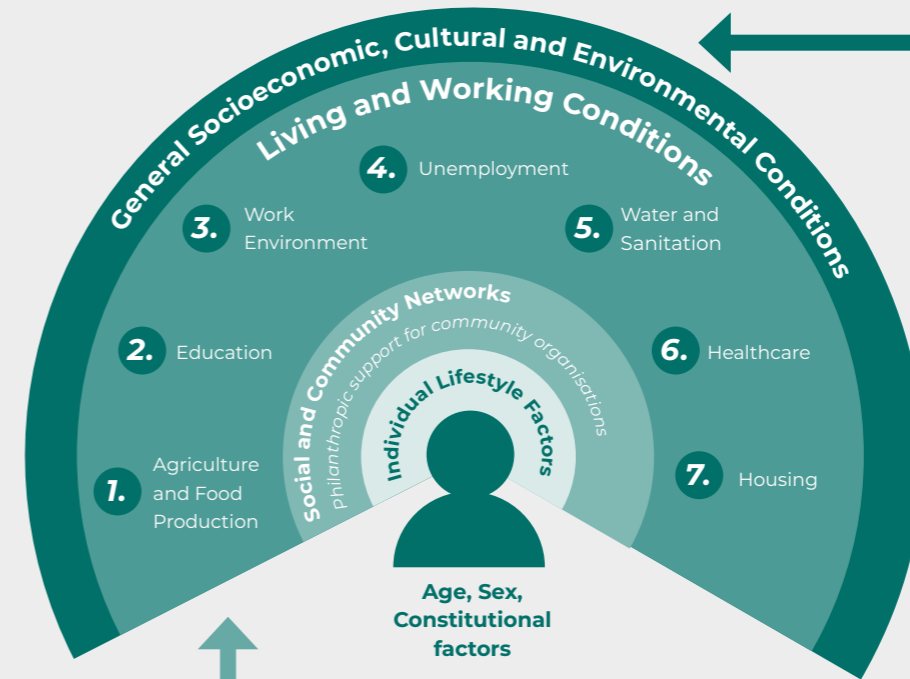 General Socioeconomic, Cultural and Environmental Conditions
Living and Working Conditions
4. Unemployment
3. Work
Environment
5. Water and
Sanitation
2. Education
6. Healthcare
1. Agriculture
and Food
Production
7. Housing
Social and Community Networks
philanthropic support for community organisations
Individual Lifestyle Factors
Age, Sex,
Constitutional
factors